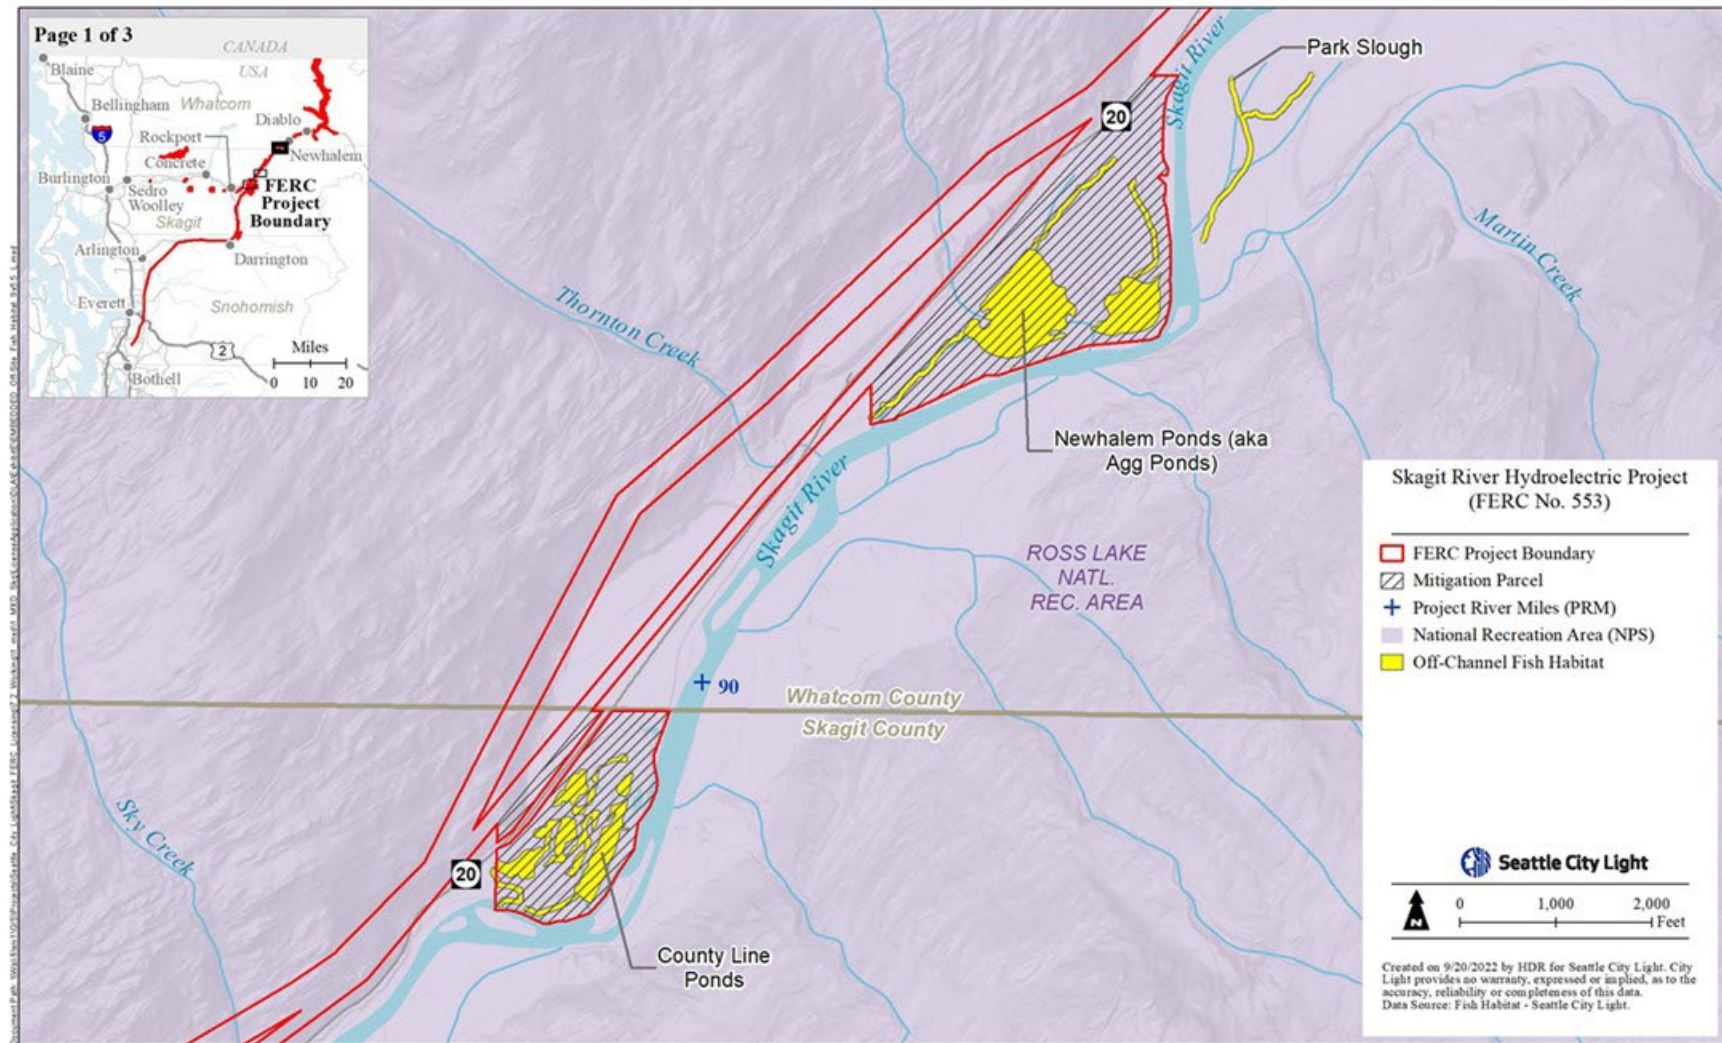 Page 1 of 3
CANADA
USA
Blaine
Bellingham
Whatcom
Diablo
5
Rockport
Newhalem
Concrete
Burlington
Sedro
Woolley
FERC
Project
Boundary
Skagit
Arlington
Darrington
Everett
Snohomish
2
Miles
0 10 20
Bothell
Skagit River
Park Slough
20
Martin Creek
Thornton Creek
Newhalem Ponds (aka
Agg Ponds)
Skagit River
ROSS LAKE
NATL.
REC. AREA
90
Whatcom County
Skagit County
Sky Creek
20
County Line
Ponds
Skagit River Hydroelectric Project
(FERC No. 553)
FERC Project Boundary
Mitigation Parcel
Project River Miles (PRM)
National Recreation Area (NPS)
Off-Channel Fish Habitat
Seattle City Light
N
0 1,000 2,000
Feet
Created on 9/20/2022 by HDR for Seattle City Light. City
Light provides no warranty, expressed or implied, as to the
accuracy, reliability or completeness of this data.
Data Source: Fish Habitat - Seattle City Light.